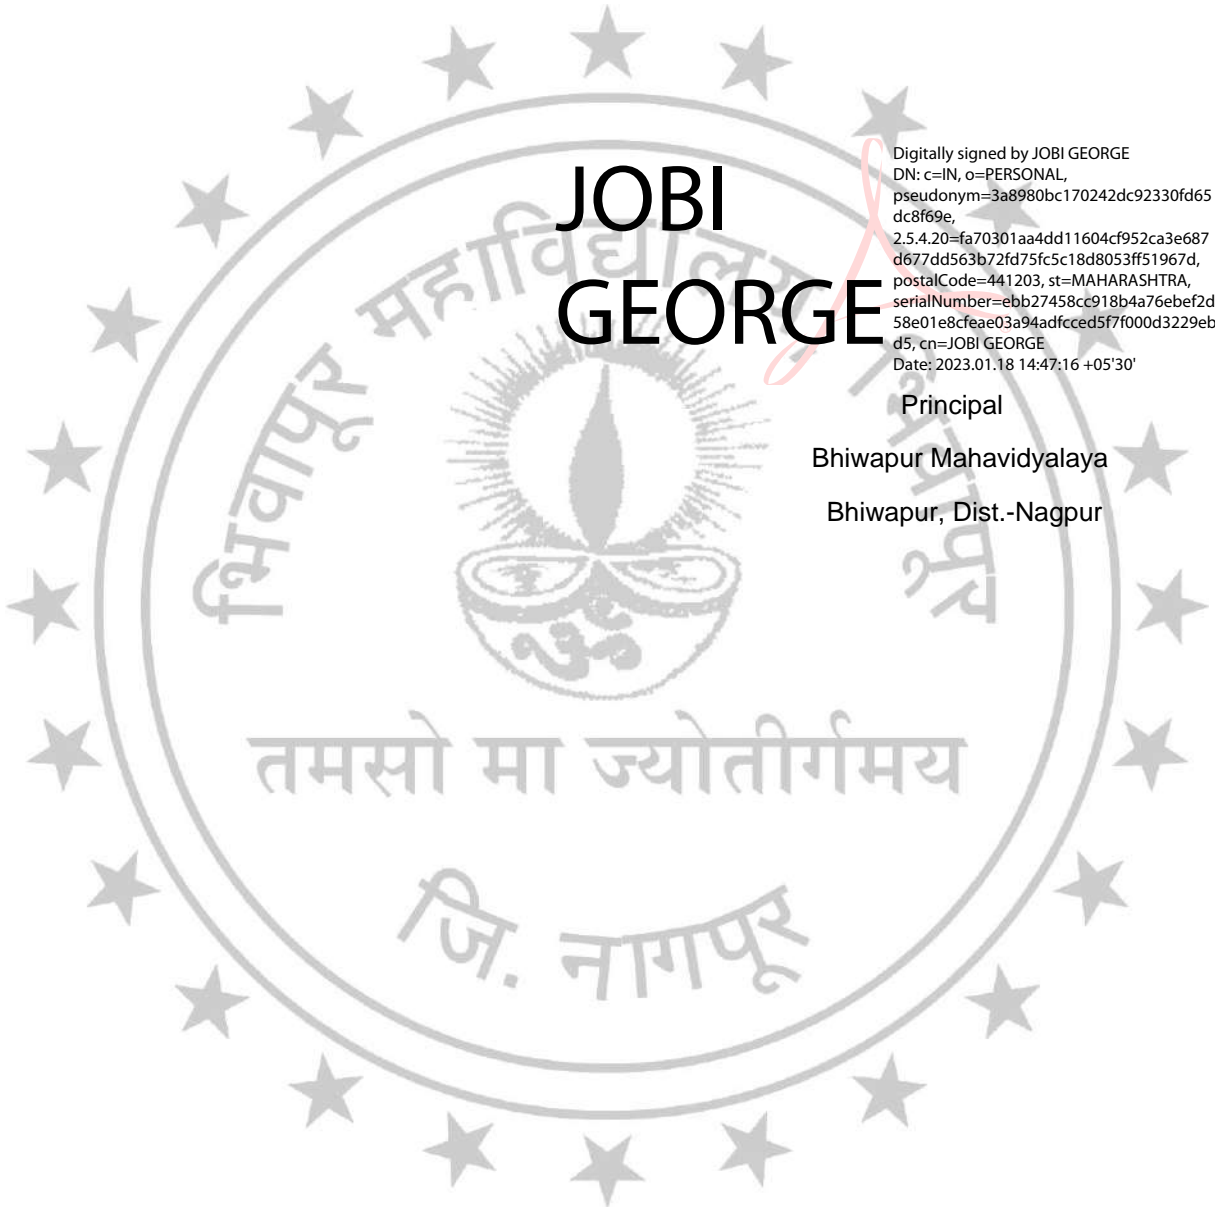 JOBI
GEORGE
Digitally signed by JOBI GEORGE
DN: c=IN, o=PERSONAL,
pseudonym=3a8980bc170242dc92330fd65
dc8f69e,
2.5.4.20=fa70301aa4dd11604cf952ca3e687
d677dd563b72fd75fc5c18d8053ff51967d,
postalCode=441203, st=MAHARASHTRA,
serialNumber=ebb27458cc918b4a76ebef2d
58e01e8cfeae03a94adfcced5f7f000d3229eb
d5, cn=JOBI GEORGE
Date: 2023.01.18 14:47:16 +05'30'
Principal
Bhiwapur Mahavidyalaya
Bhiwapur, Dist.-Nagpur
भिवापूर महाविद्यालय भिवापूर
ॐ
तमसो मा ज्योतीर्गमय
जि. नागपूर